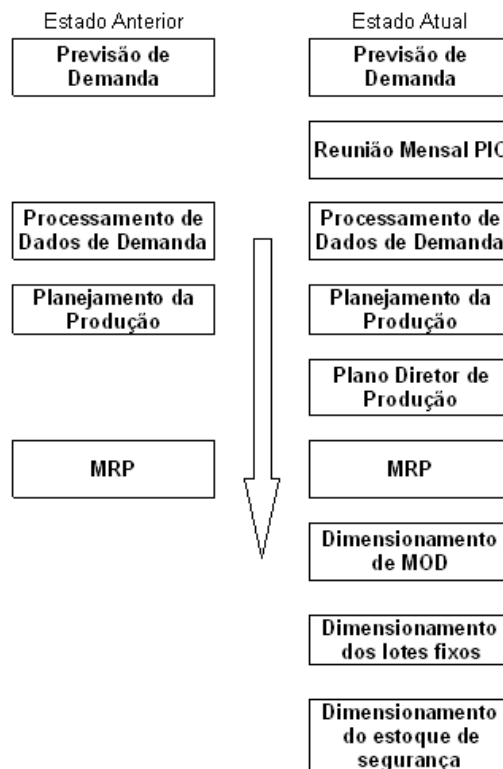 Estado Anterior
Previsão de
Demanda
Processamento de
Dados de Demanda
Planejamento da
Produção
MRP
Estado Atual
Previsão de
Demanda
Reunião Mensal PIC
Processamento de
Dados de Demanda
Planejamento da
Produção
Plano Diretor de
Produção
MRP
Dimensionamento
de MOD
Dimensionamento
dos lotes fixos
Dimensionamento
do estoque de
segurança